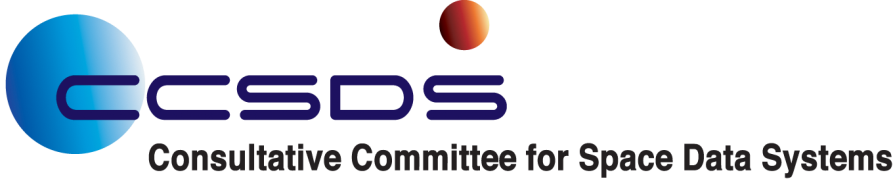 CCSDS
Consultative Committee for Space Data Systems